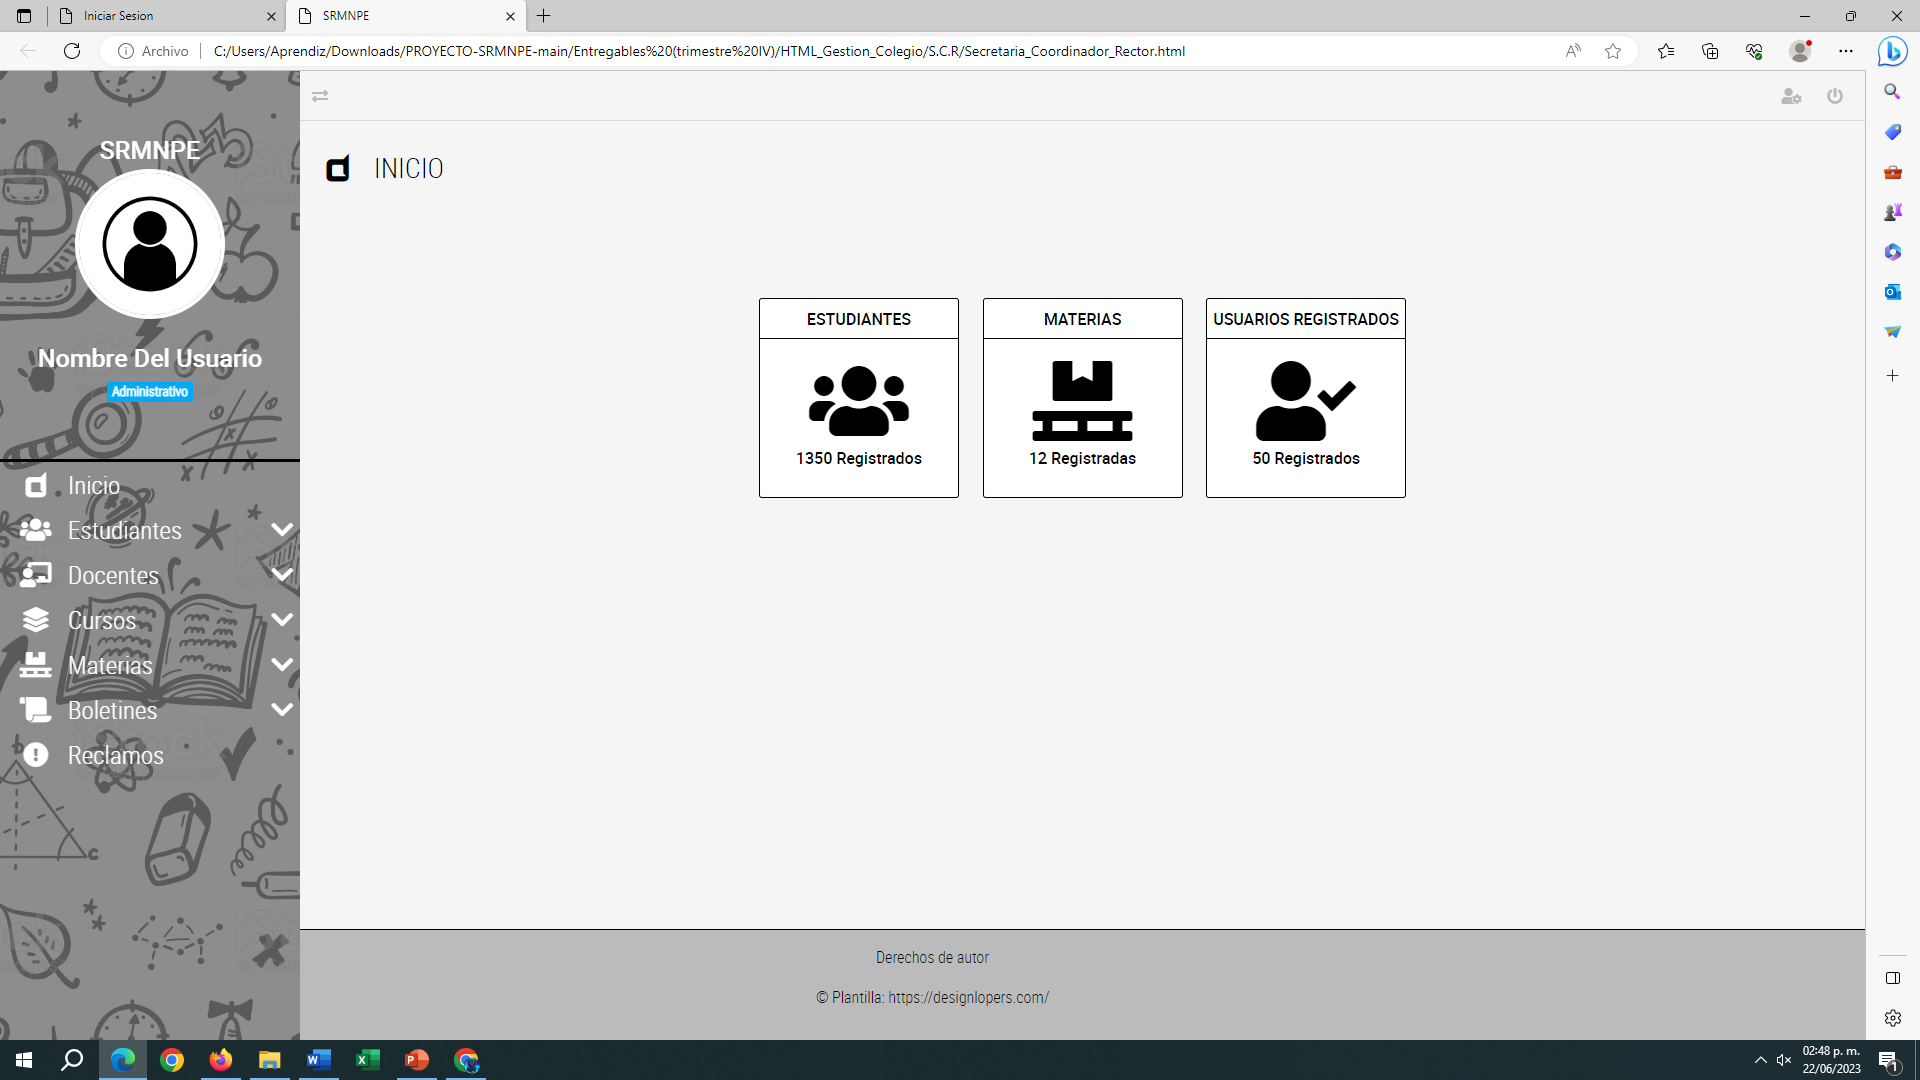 Iniciar Sesion
SRMNPE
Archivo
C:/Users/Aprendiz/Downloads/PROYECTO-SRMNPE-main/Entregables%20(trimestre%20IV)/HTML_Gestion_Colegio/S.C.R/Secretaria_Coordinador_Rector.html
SRMNPE
Nombre Del Usuario
Administrativo
Inicio
Estudiantes
Docentes
Cursos
Materias
Boletines
Reclamos
INICIO
ESTUDIANTES
1350 Registrados
MATERIAS
12 Registradas
USUARIOS REGISTRADOS
50 Registrados
Derechos de autor
© Plantilla: https://designlopers.com/
02:48 p. m.
22/06/2023
1